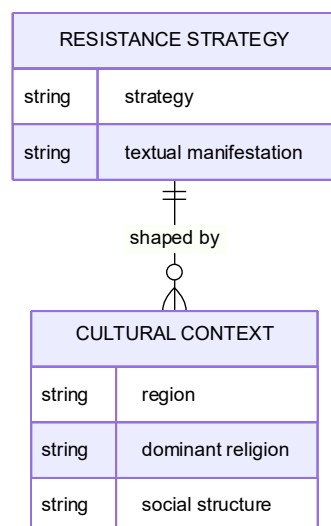 RESISTANCE STRATEGY
string strategy
string textual manifestation
shaped by
CULTURAL CONTEXT
string region
string dominant religion
string social structure